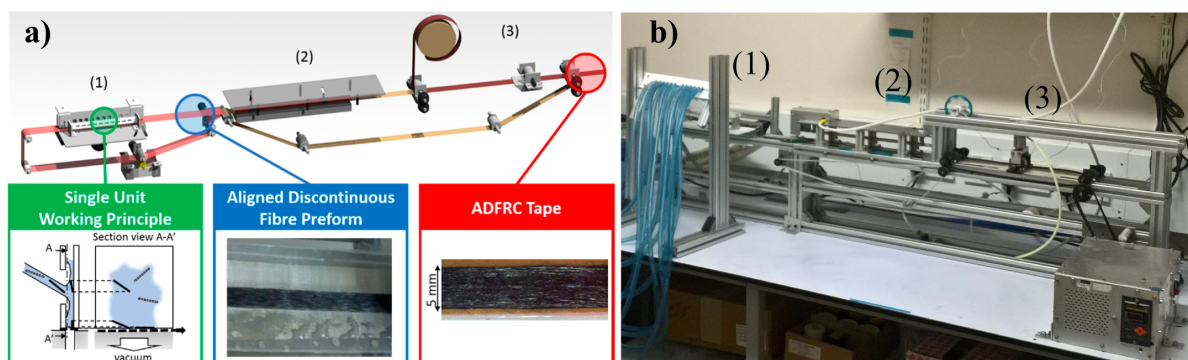 a)
(1)
(2)
(3)
Single Unit
Working Principle
Section view A-A'
A
A'
vacuum
Aligned Discontinuous
Fibre Preform
ADFRC Tape
5 mm
b)
(1)
(2)
(3)